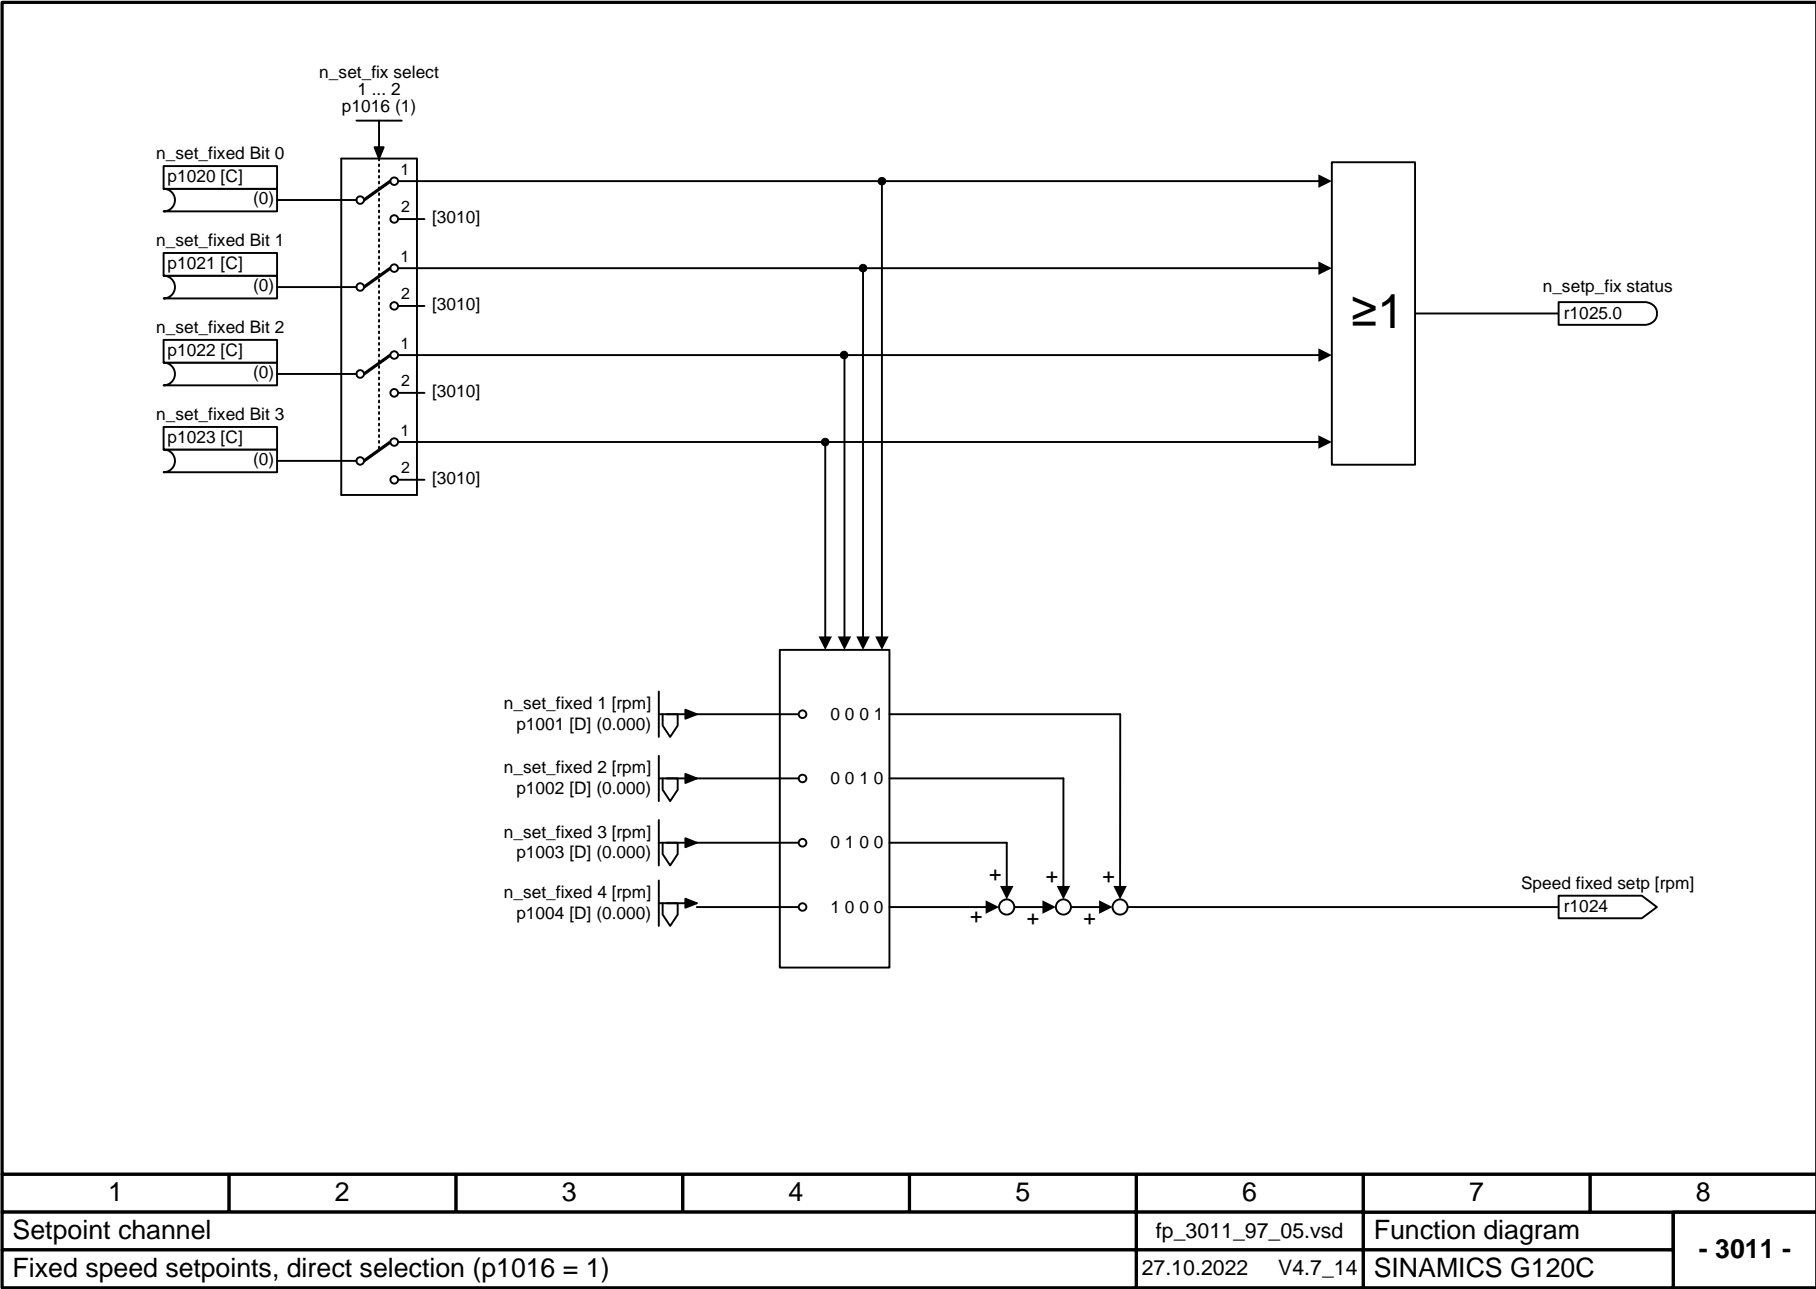 n_set_fix select
1 ... 2
p1016 (1)
n_set_fixed Bit 0
p1020 [C]
(0)
1
2
[3010]
n_set_fixed Bit 1
p1021 [C]
(0)
1
2
[3010]
n_set_fixed Bit 2
p1022 [C]
(0)
1
2
[3010]
n_set_fixed Bit 3
p1023 [C]
(0)
1
2
[3010]
≥1
n_setp_fix status
r1025.0
n_set_fixed 1 [rpm]
p1001 [D] (0.000)
0 0 0 1
n_set_fixed 2 [rpm]
p1002 [D] (0.000)
0 0 1 0
n_set_fixed 3 [rpm]
p1003 [D] (0.000)
0 1 0 0
n_set_fixed 4 [rpm]
p1004 [D] (0.000)
1 0 0 0
+ + +
+ + +
Speed fixed setp [rpm]
r1024
1 2 3 4 5 6 7 8
Setpoint channel
fp_3011_97_05.vsd
Function diagram
- 3011 -
Fixed speed setpoints, direct selection (p1016 = 1)
27.10.2022 V4.7_14
SINAMICS G120C